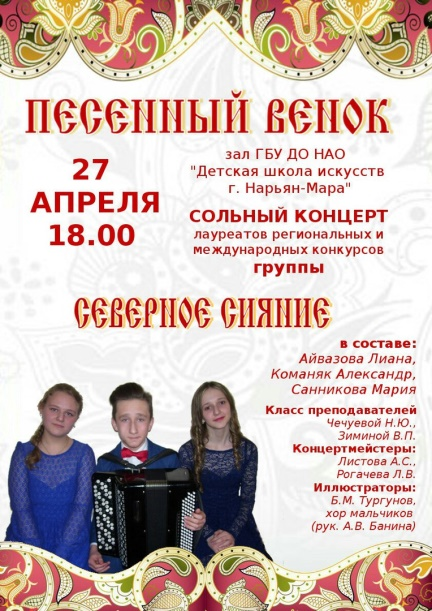 ПЕСЕННЫЙ ВЕНОК
27
АПРЕЛЯ
18.00
зал ГБУ ДО НАО
"Детская школа искусств
г. Нарьян-Мара"
СОЛЬНЫЙ КОНЦЕРТ
лауреатов региональных и
международных конкурсов
группы
СЕВЕРНОЕ СИЯНИЕ
в составе:
Айвазова Лиана,
Команяк Александр,
Санникова Мария
Класс преподавателей
Чечуевой Н.Ю.,
Зиминой В.П.
Концертмейстеры:
Листова А.С.,
Рогачева Л.В.
Иллюстраторы:
Б.М. Тургунов,
хор мальчиков
(рук. А.В. Банина)